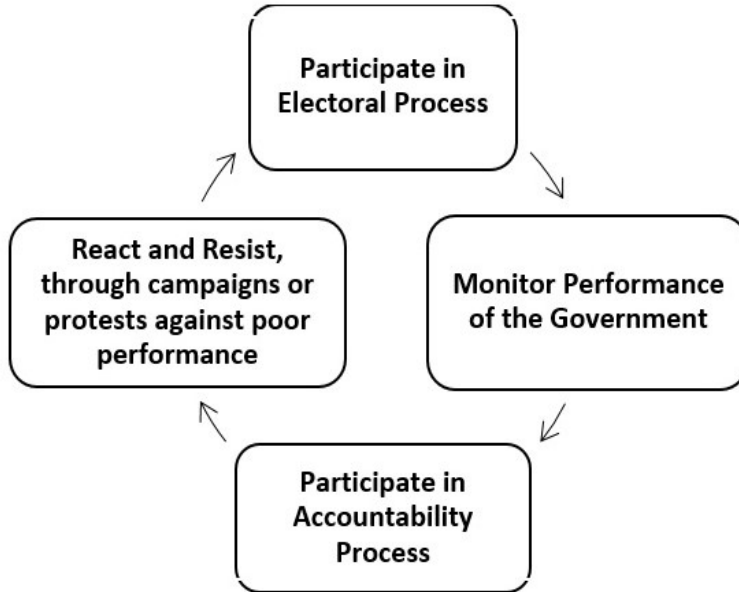 Participate in
Electoral Process
Monitor Performance
of the Government
Participate in
Accountability
Process
React and Resist,
through campaigns or
protests against poor
performance